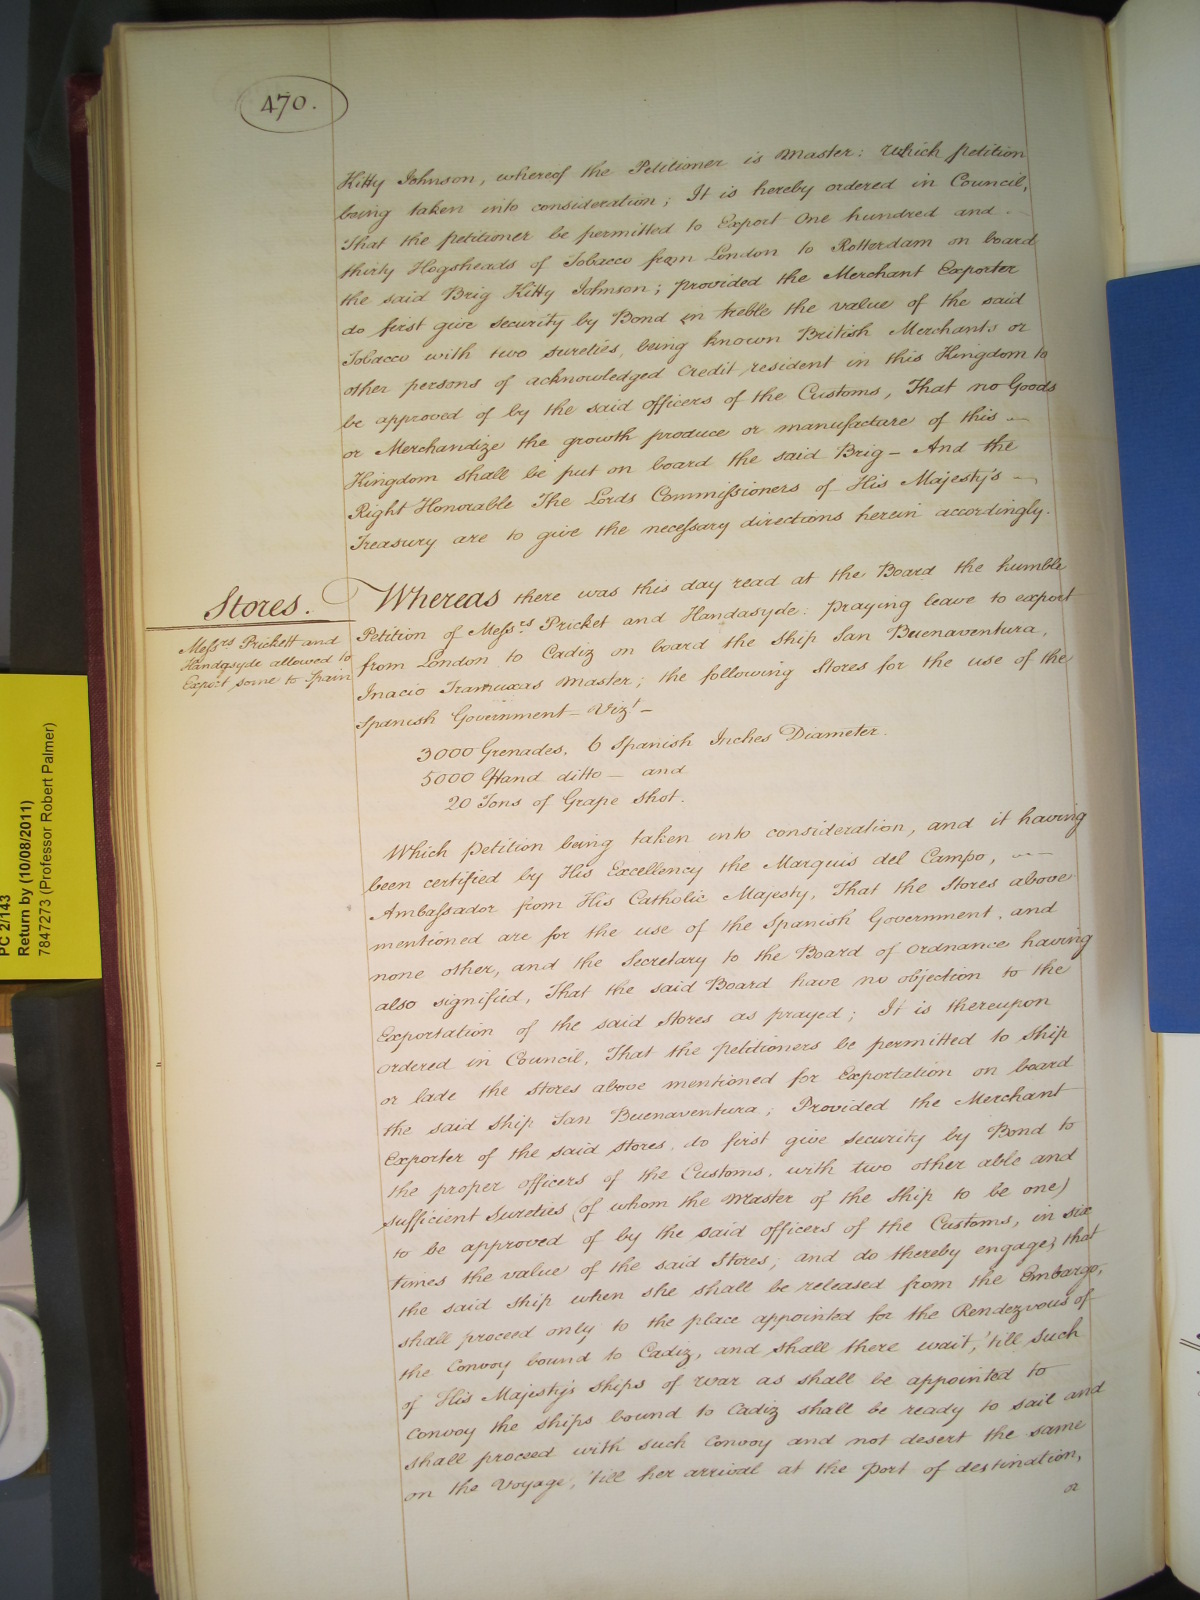 470.
Kitty Johnson, whereof the Petitioner is Master: Which petition
being taken into consideration; It is hereby ordered in Council,
That the petitioner be permitted to Export One hundred and
thirty Hogsheads of Tobacco from London to Rotterdam on board
the said Brig Kitty Johnson; provided the Merchant Exporter
do first give security by Bond in treble the value of the said
Tobacco with two sureties, being known British Merchants or
other persons of acknowledged Credit resident in this Kingdom to
be approved of by the said officers of the Customs, That no Goods
or Merchandize the growth produce or manufacture of this
Kingdom shall be put on board the said Brig - And the
Right Honorable The Lords Commissioners of His Majesty's
Treasury are to give the necessary directions herein accordingly.
Stores.
Messrs Prickett and
Handasyde allowed to
Export some to Spain
Whereas there was this day read at the Board the humble
Petition of Messrs Pricket and Handasyde: praying leave to export
from London to Cadiz on board the Ship San Buenaventura,
Inacio Master; the following Stores for the use of the
Spanish Government - Vizt -
3000 Grenades, 6 Spanish Inches Diameter.
5000 Hand ditto - and
20 Tons of Grape Shot.
Which petition being taken into consideration, and it having
been certified by His Excellency the Marquis del Campo,
Ambassador from His Catholic Majesty, That the Stores above
mentioned are for the use of the Spanish Government, and
none other, and the Secretary to the Board of Ordnance having
also signified, That the said Board have no objection to the
Exportation of the said Stores as prayed; It is thereupon
ordered in Council, That the petitioners be permitted to ship
or lade the Stores above mentioned for Exportation on board
the said Ship San Buenaventura; Provided the Merchant
Exporter of the said Stores, do first give security by Bond to
the proper officers of the Customs, with two other able and
sufficient Sureties (of whom the Master of the Ship to be one)
to be approved of by the said officers of the Customs, in six
times the value of the said Stores; and do thereby engage, that
the said Ship when she shall be released from the Embargo,
shall proceed only to the place appointed for the Rendezvous of
the Convoy bound to Cadiz, and shall there wait, 'till such
of His Majesty's Ships of War as shall be appointed to
Convoy the Ships bound to Cadiz shall be ready to sail and
shall proceed with such Convoy and not desert the same
on the Voyage, 'till her arrival at the Port of destination,
or
PC 2/143
Return by (10/08/2011)
7847273 (Professor Robert Palmer)